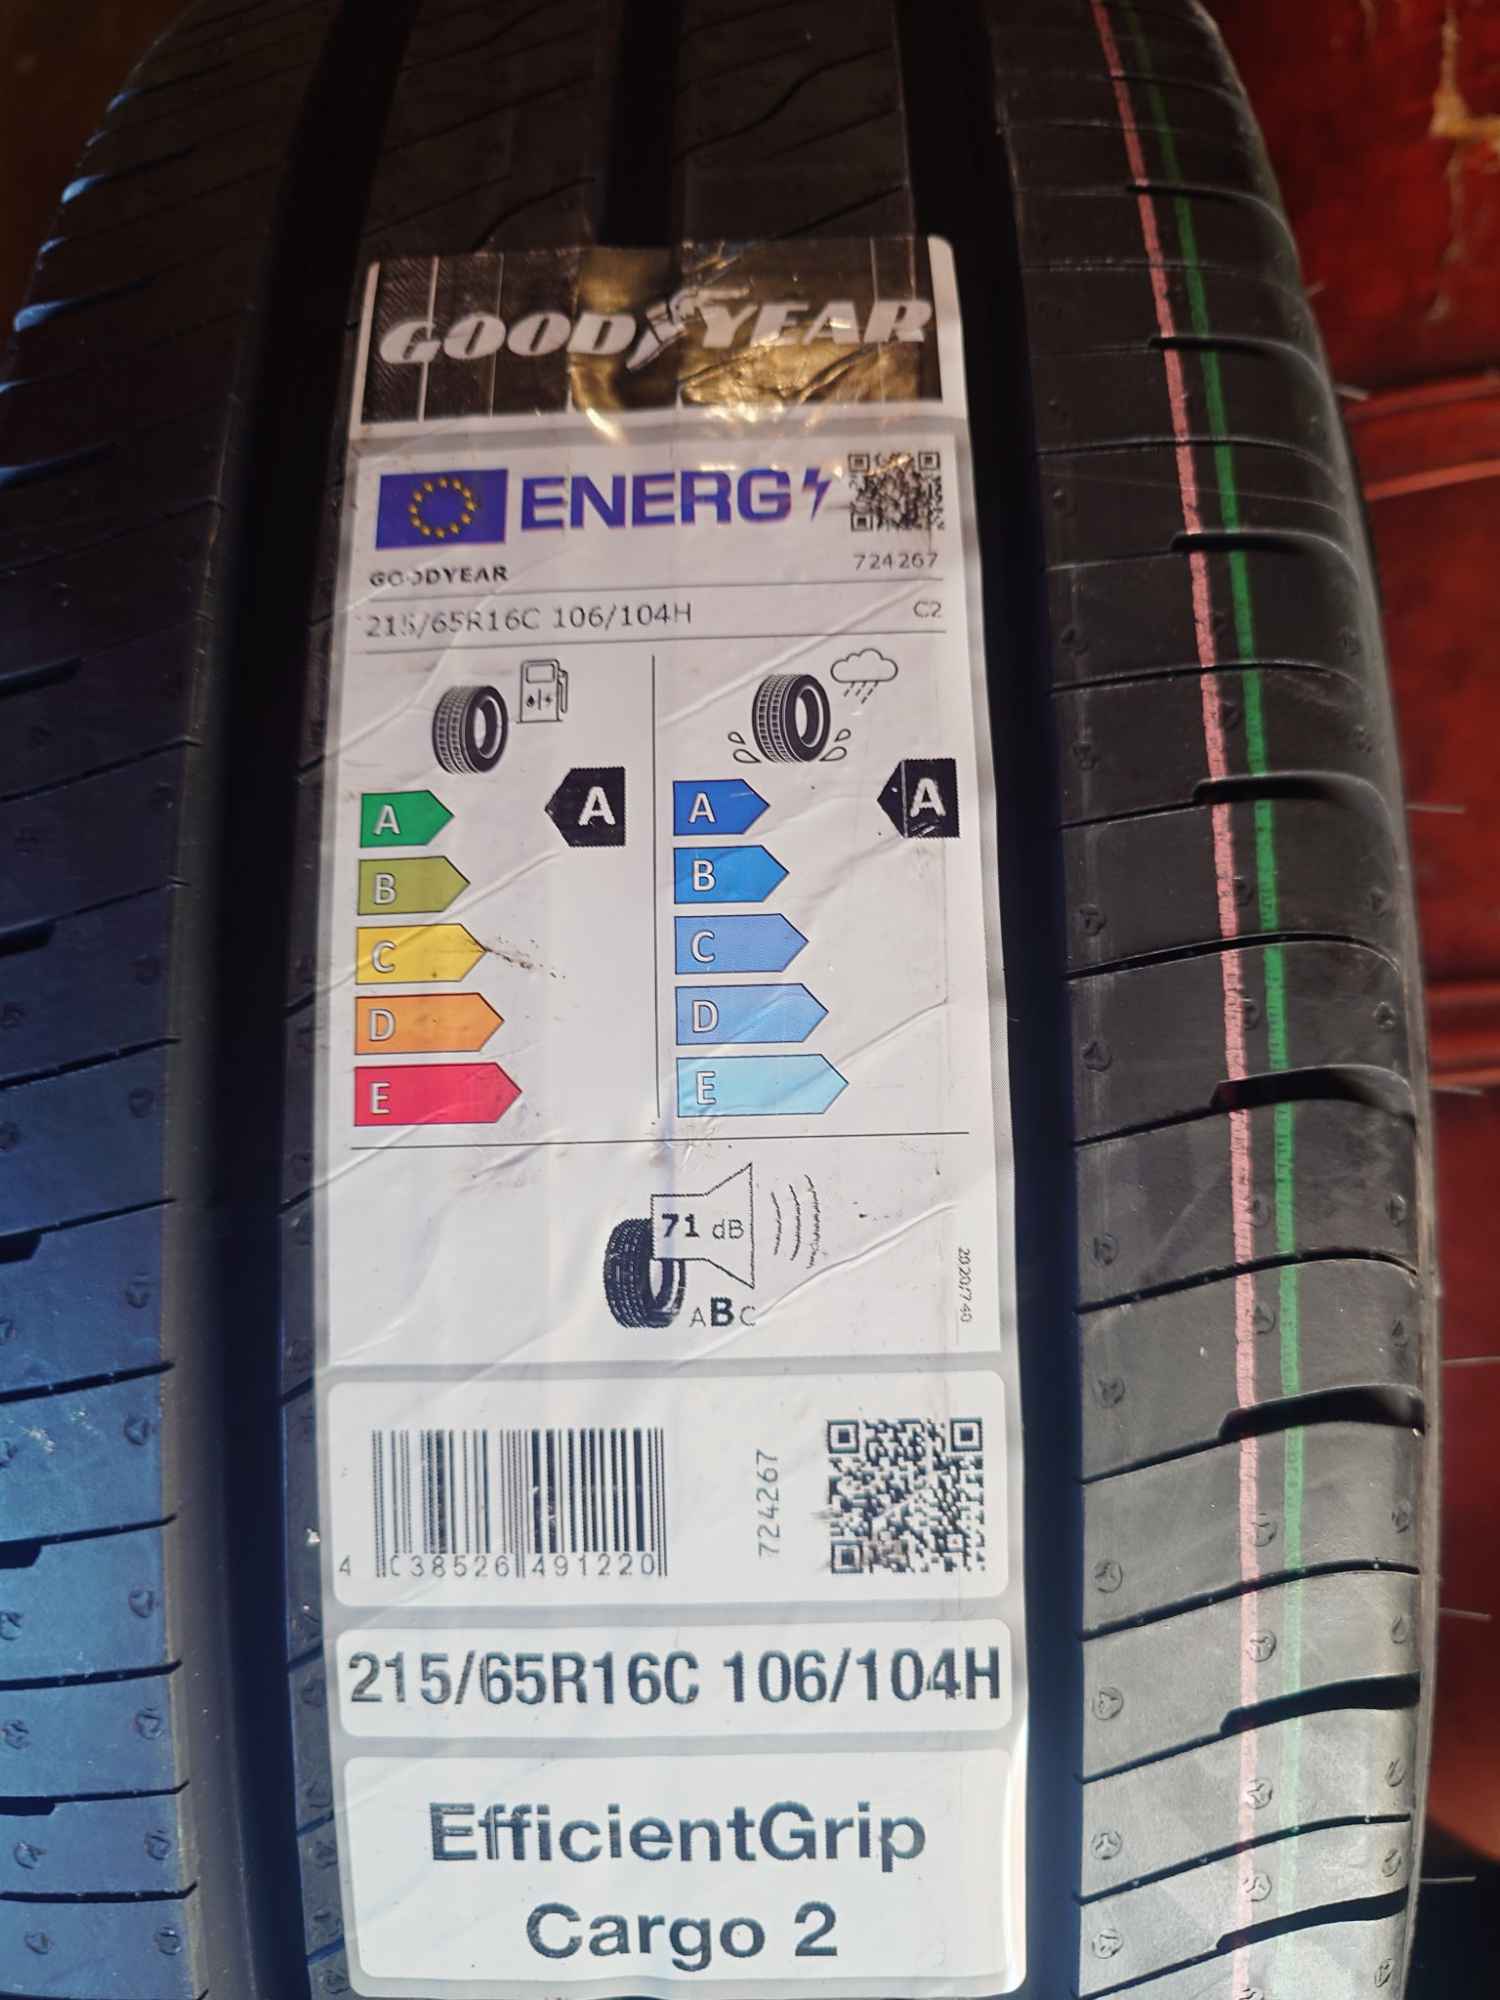 GOODYEAR
ENERG
724267
GOODYEAR
215/65R16C 106/104H C2
A A A A
B B
C C
D D
E E
71 dB
ABC
2020/740
724267
4 038526 491220
215/65R16C 106/104H
EfficientGrip
Cargo 2